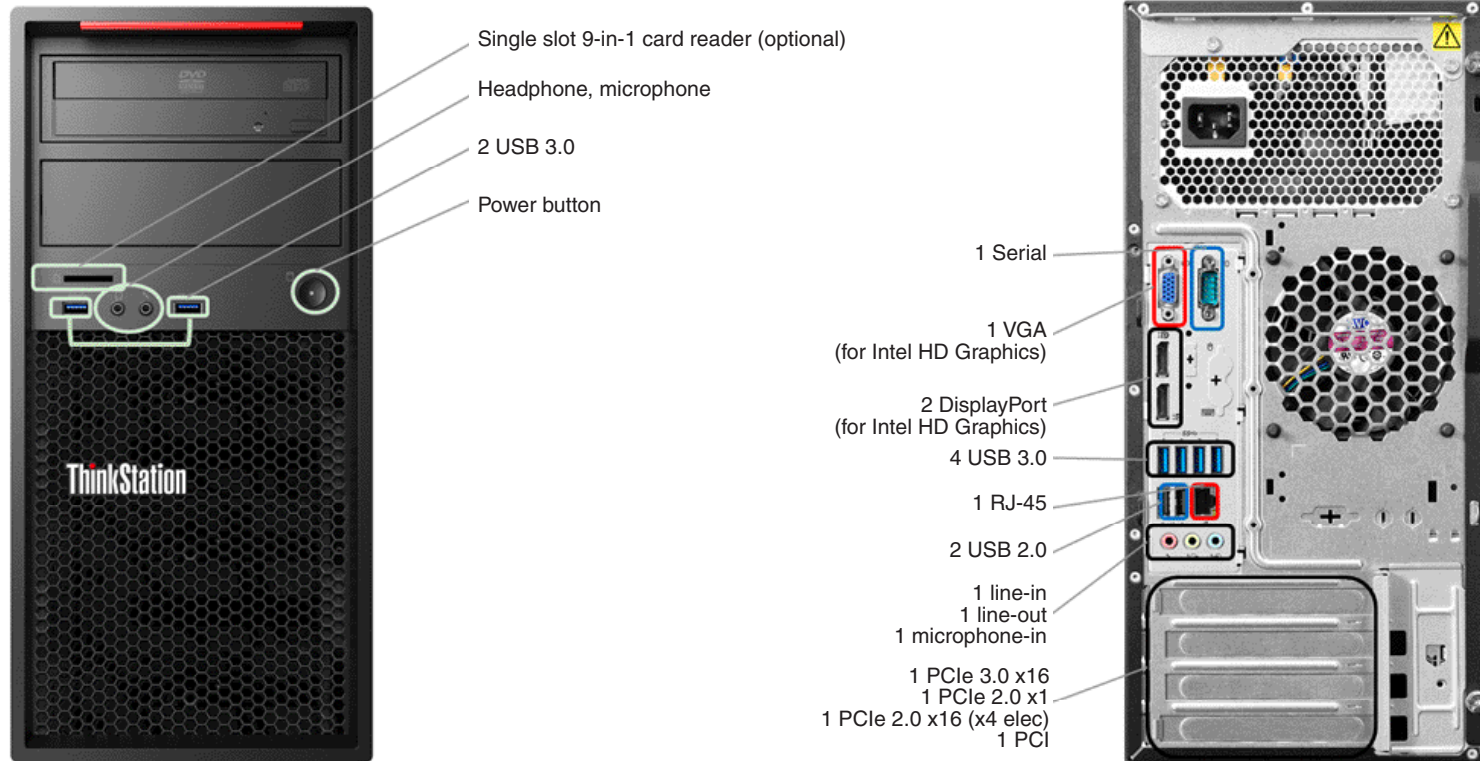 Single slot 9-in-1 card reader (optional)
Headphone, microphone
2 USB 3.0
Power button
DVD
ThinkStation
1 Serial
1 VGA
(for Intel HD Graphics)
2 DisplayPort
(for Intel HD Graphics)
4 USB 3.0
1 RJ-45
2 USB 2.0
1 line-in
1 line-out
1 microphone-in
1 PCIe 3.0 x16
1 PCIe 2.0 x1
1 PCIe 2.0 x16 (x4 elec)
1 PCI